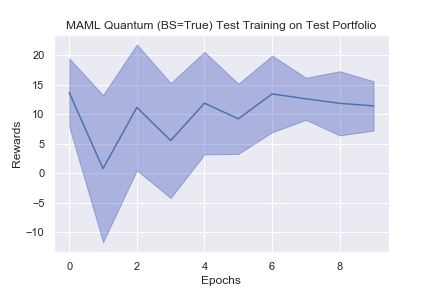 MAML Quantum (BS=True) Test Training on Test Portfolio
20
15
10
5
0
−5
−10
Rewards
0 2 4 6 8
Epochs